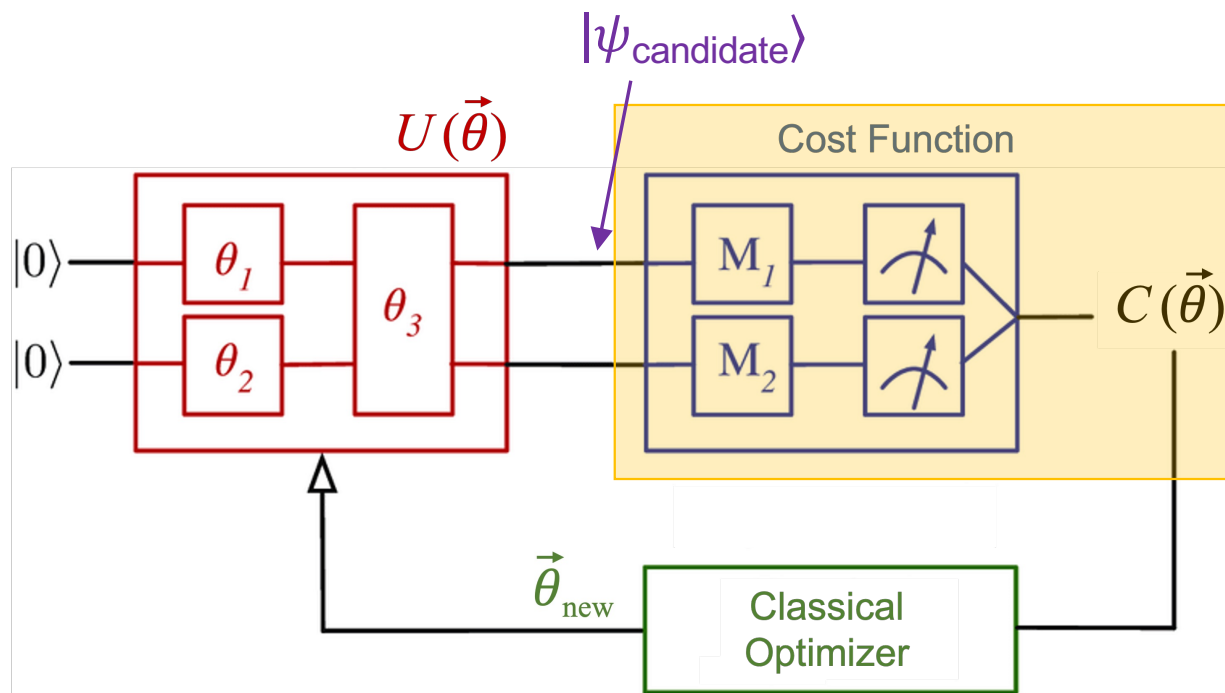 |ψcandidate⟩
U(θ⃗)
Cost Function
|0⟩
θ1
θ3
M1
C(θ⃗)
|0⟩
θ2
M2
θ⃗new
Classical
Optimizer